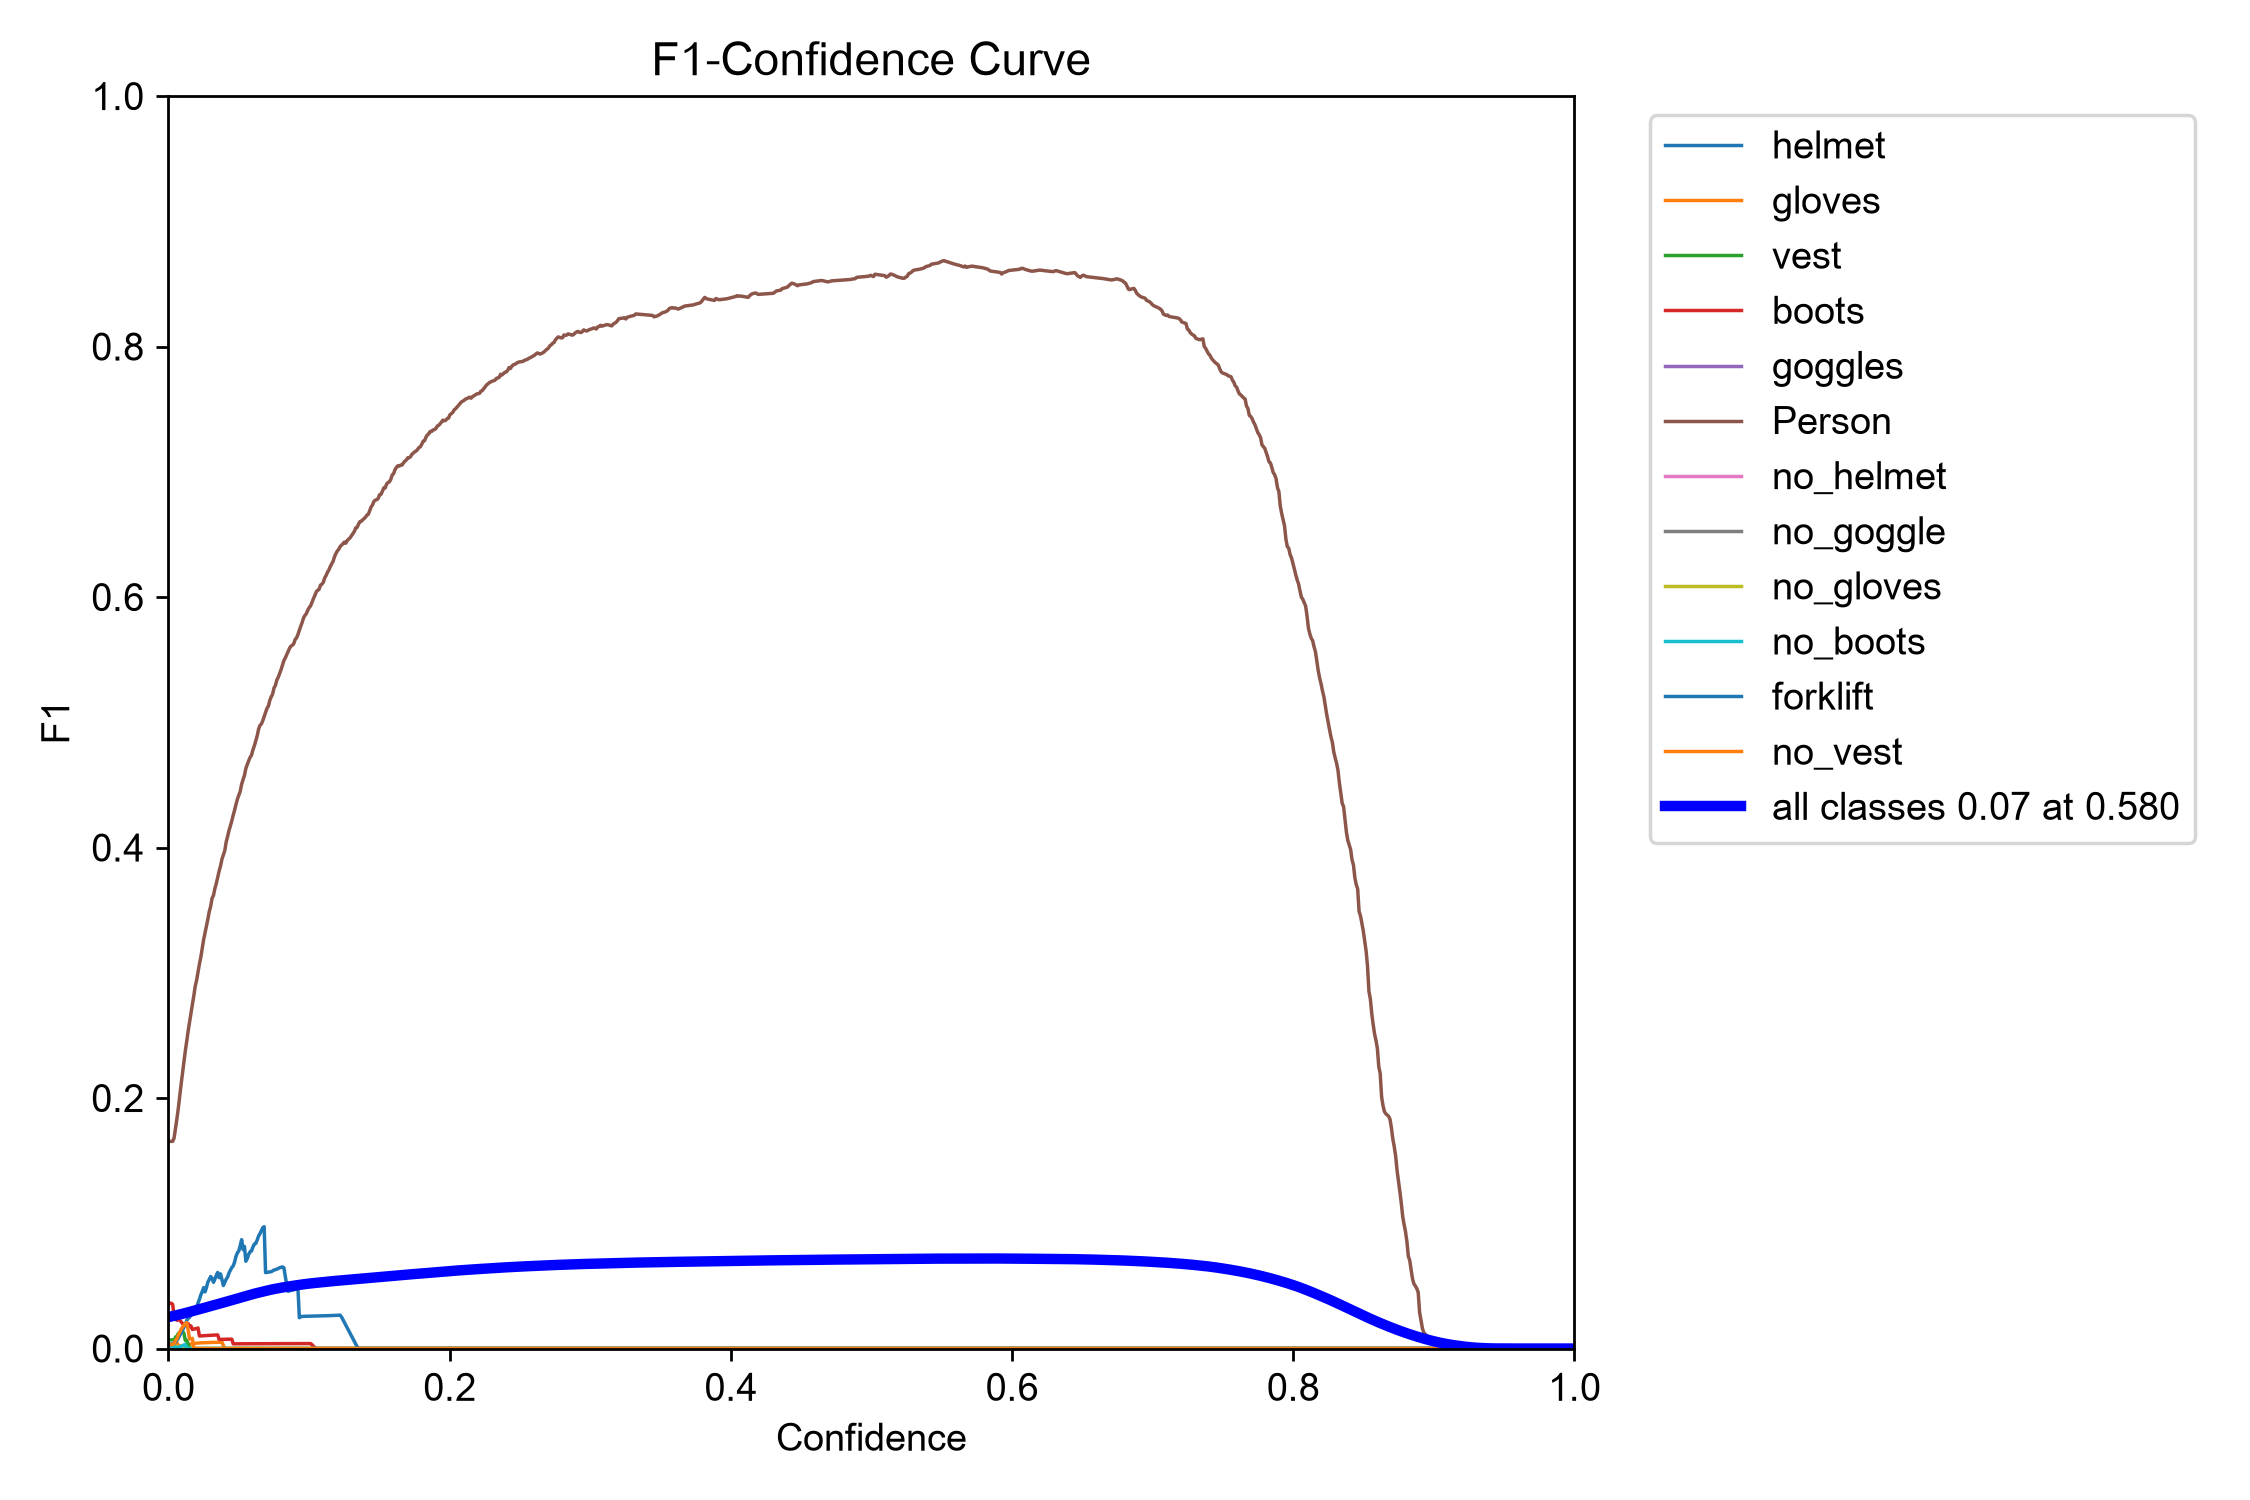 F1-Confidence Curve
1.0
0.8
0.6
0.4
0.2
0.0
F1
0.0 0.2 0.4 0.6 0.8 1.0
Confidence
helmet
gloves
vest
boots
goggles
Person
no_helmet
no_goggle
no_gloves
no_boots
forklift
no_vest
all classes 0.07 at 0.580